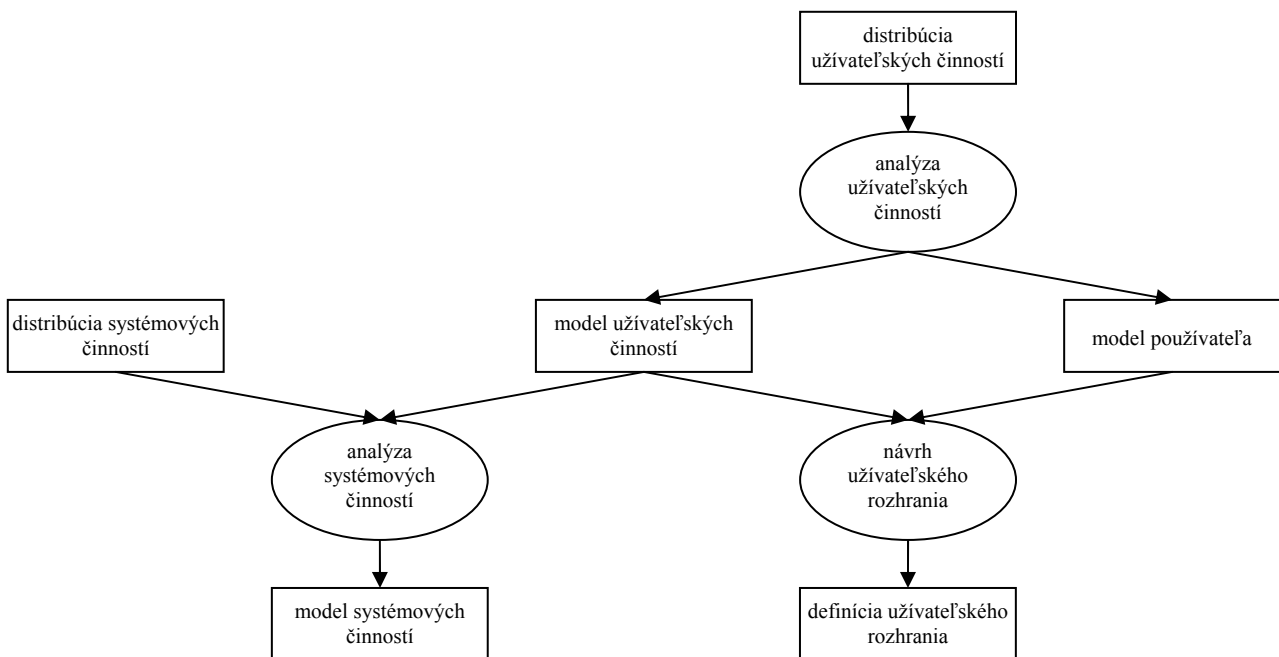 distribúcia
užívateľských činností
analýza
užívateľských
činností
distribúcia systémových
činností
model užívateľských
činností
model používateľa
analýza
systémových
činností
návrh
užívateľského
rozhrania
model systémových
činností
definícia užívateľského
rozhrania